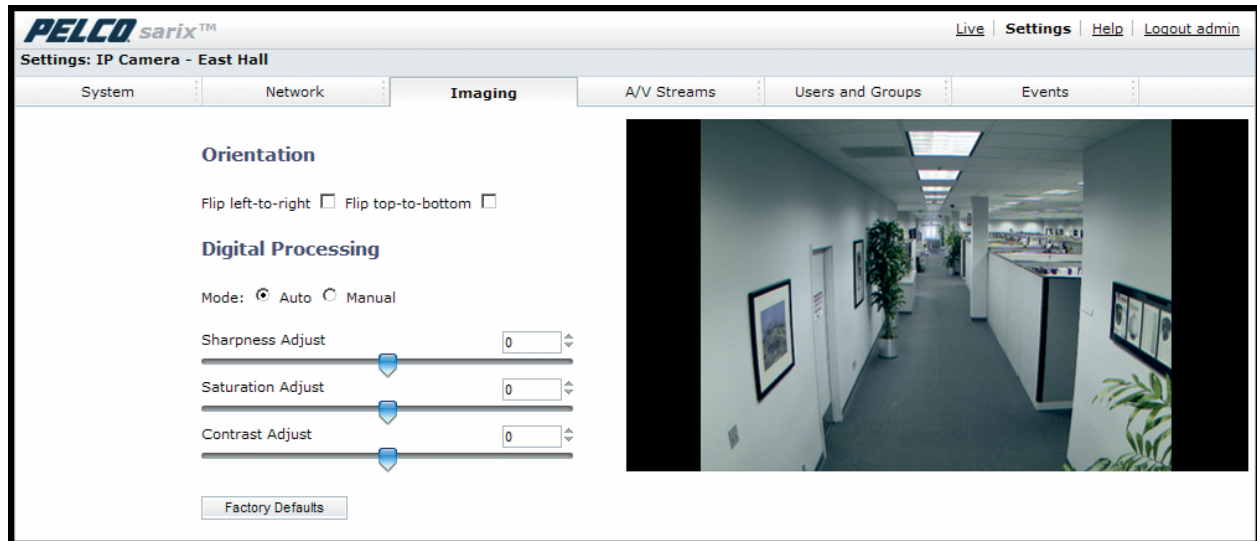 PELCO sarix™
Live | Settings | Help | Logout admin
Settings: IP Camera - East Hall
System Network Imaging A/V Streams Users and Groups Events
Orientation
Flip left-to-right Flip top-to-bottom
Digital Processing
Mode: Auto Manual
Sharpness Adjust 0
Saturation Adjust 0
Contrast Adjust 0
Factory Defaults